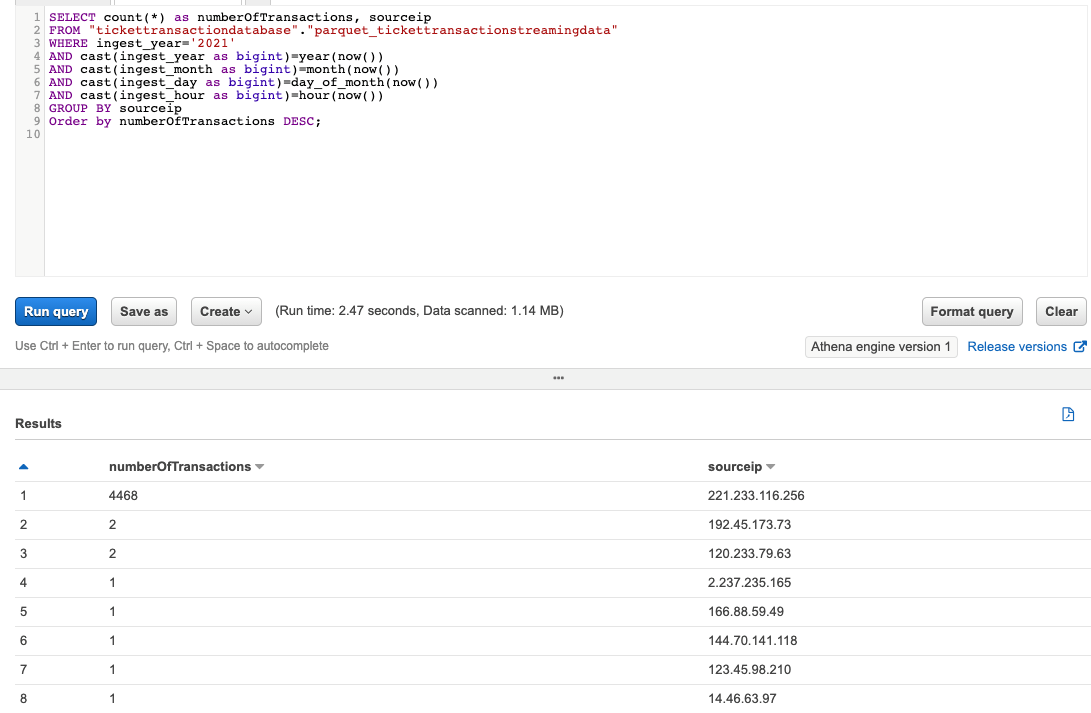 1 SELECT count(*) as numberOfTransactions, sourceip
2 FROM "tickettransactiondatabase"."parquet_tickettransactionstreamingdata"
3 WHERE ingest_year='2021'
4 AND cast(ingest_year as bigint)=year(now())
5 AND cast(ingest_month as bigint)=month(now())
6 AND cast(ingest_day as bigint)=day_of_month(now())
7 AND cast(ingest_hour as bigint)=hour(now())
8 GROUP BY sourceip
9 Order by numberOfTransactions DESC;
10
Run query Save as Create (Run time: 2.47 seconds, Data scanned: 1.14 MB) Format query Clear
Use Ctrl + Enter to run query, Ctrl + Space to autocomplete Athena engine version 1 Release versions
Results
numberOfTransactions sourceip
1 4468 221.233.116.256
2 2 192.45.173.73
3 2 120.233.79.63
4 1 2.237.235.165
5 1 166.88.59.49
6 1 144.70.141.118
7 1 123.45.98.210
8 1 14.46.63.97